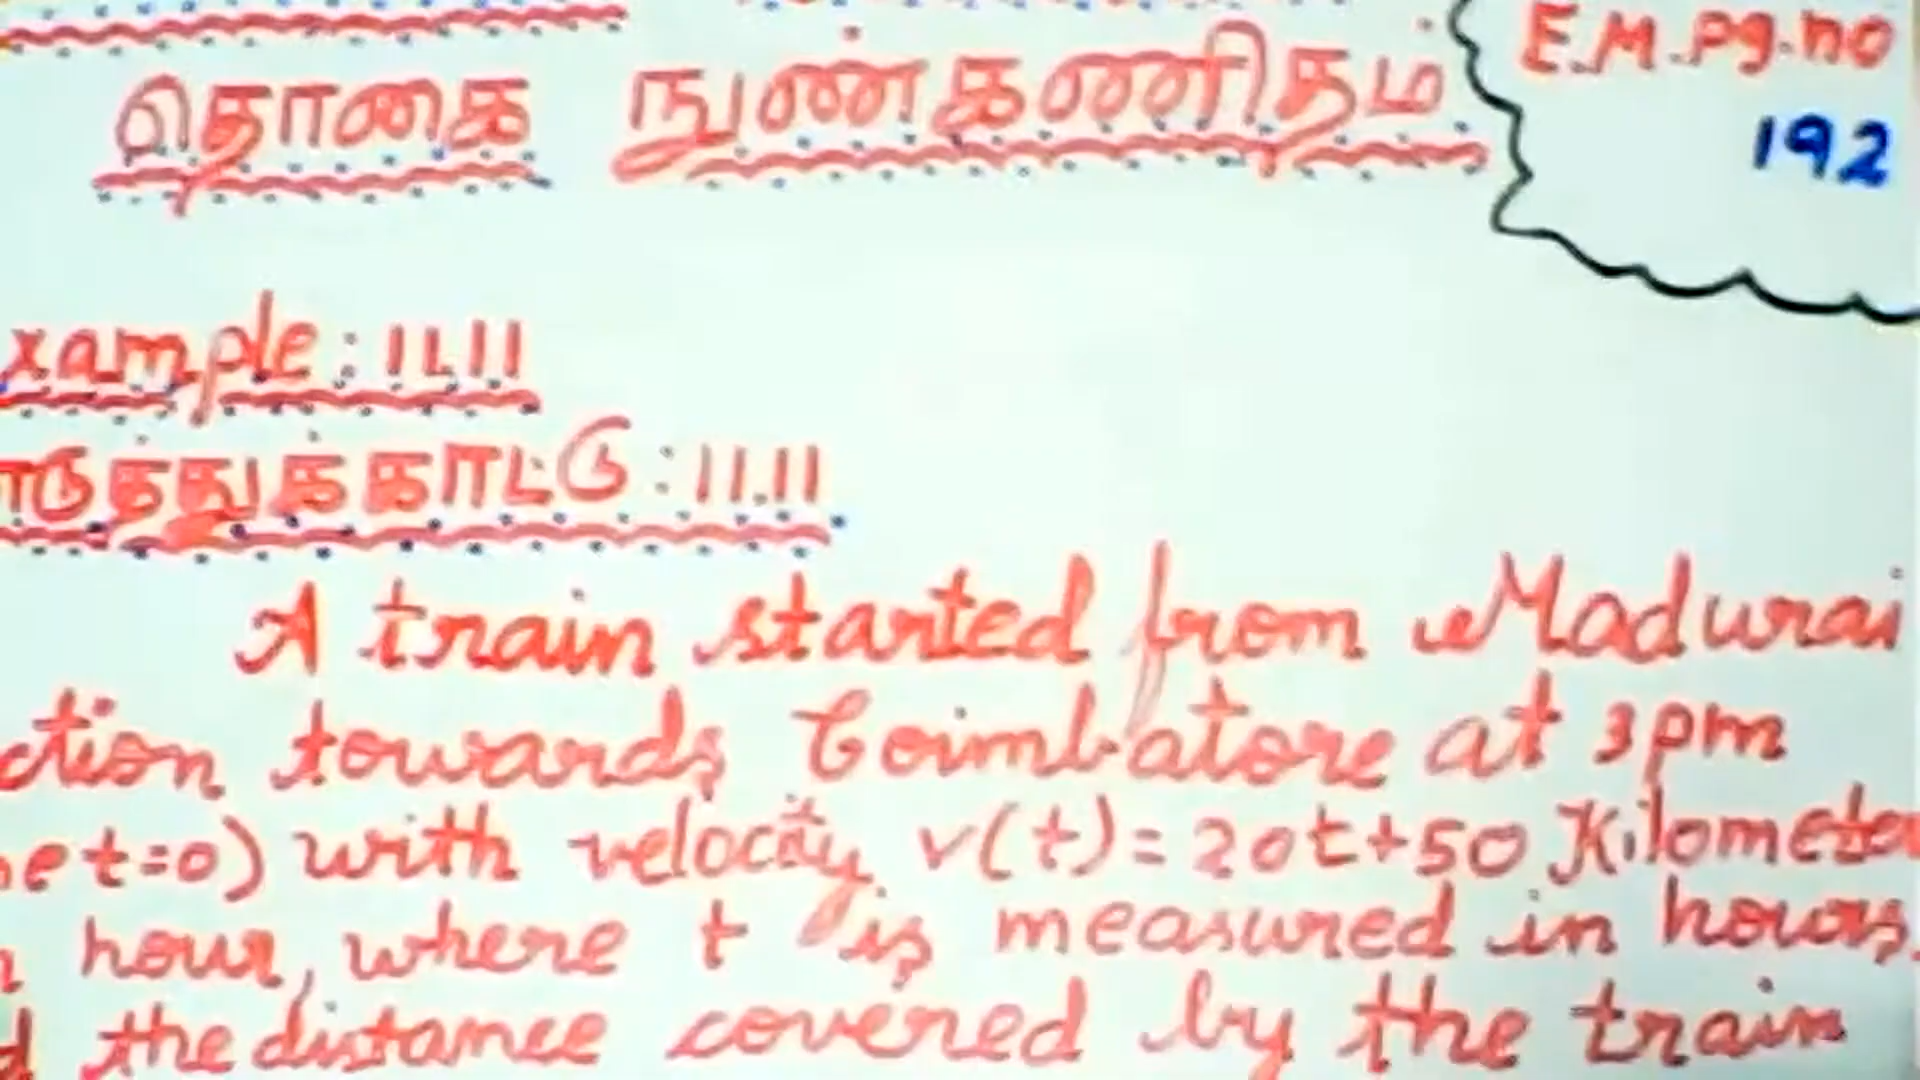 தொகை நுண்கணிதம்
E.M.pg.no
192
xample : 11.11
டுத்துக்காட்டு : 11.11
A train started from Madurai
ction towards Coimbatore at 3pm
e t=0) with velocity v(t)=20t+50 Kilometer
hour, where t is measured in hours.
d the distance covered by the train